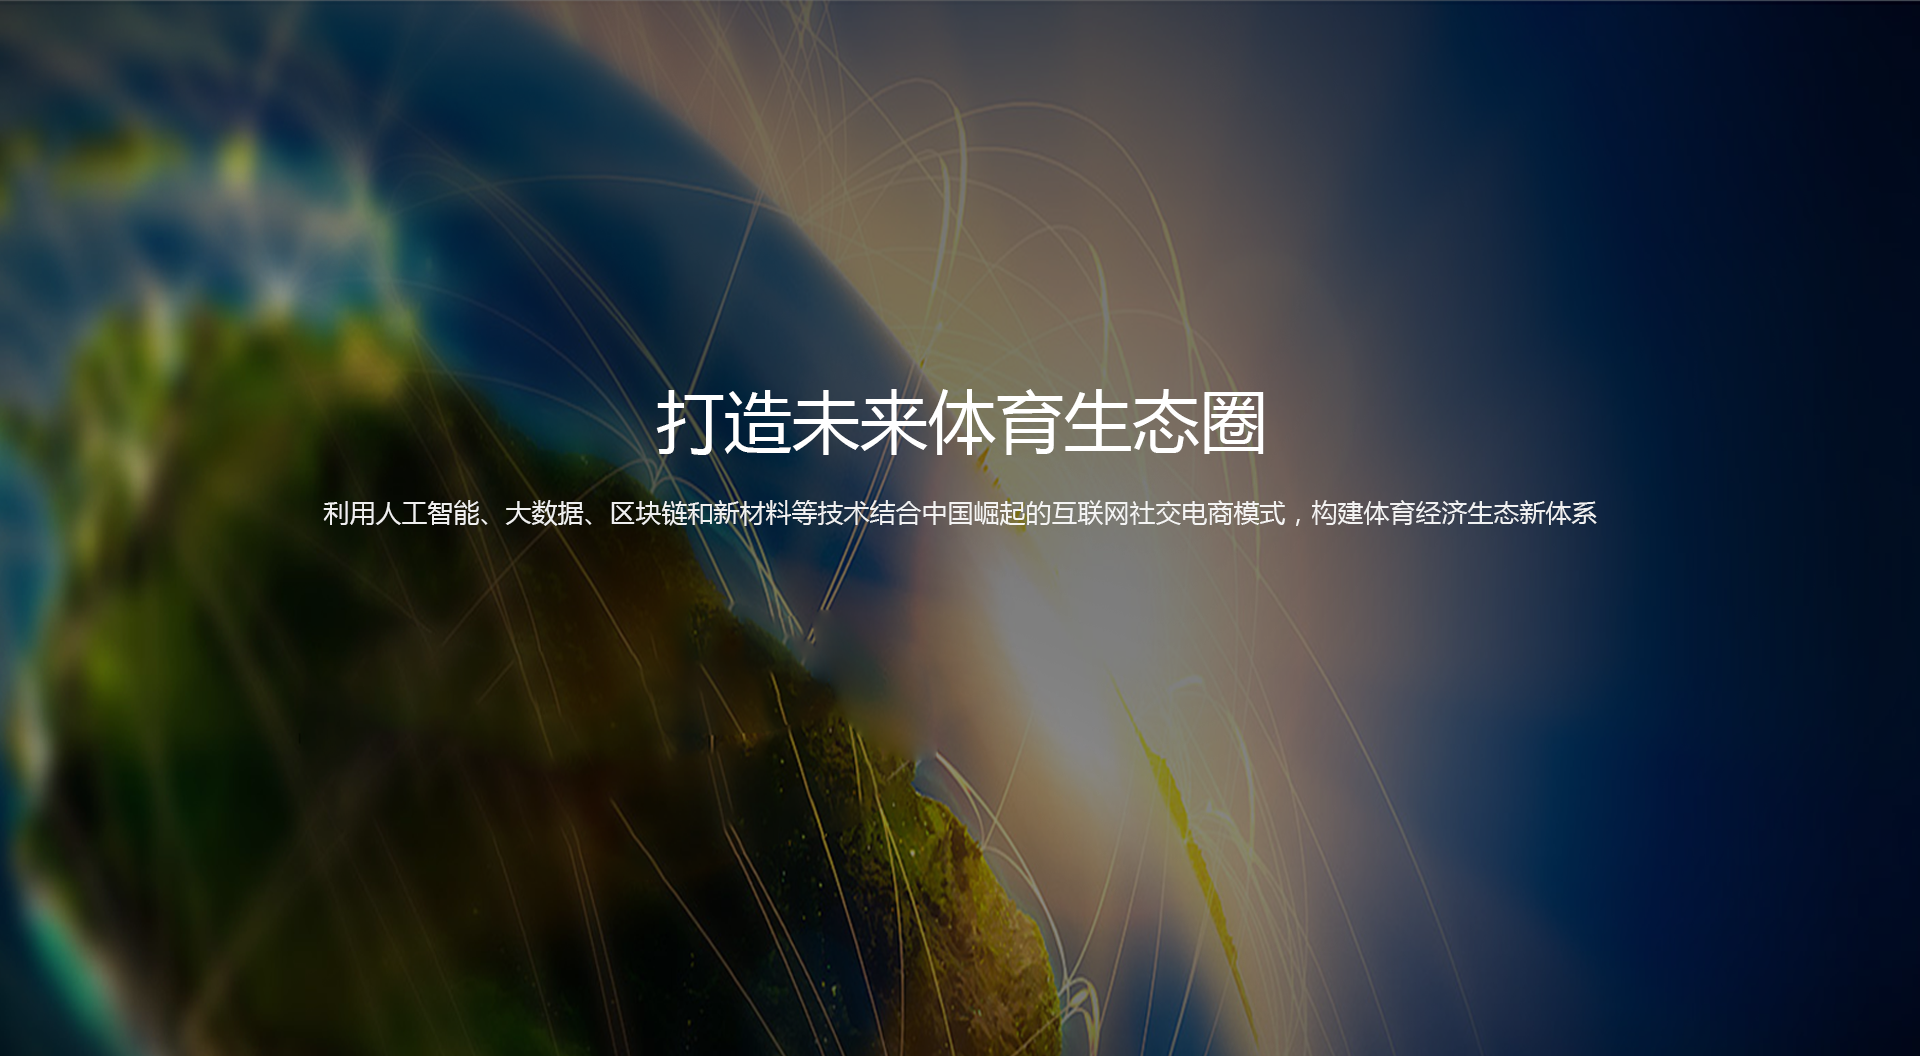 打造未来体育生态圈
利用人工智能、大数据、区块链和新材料等技术结合中国崛起的互联网社交电商模式，构建体育经济生态新体系